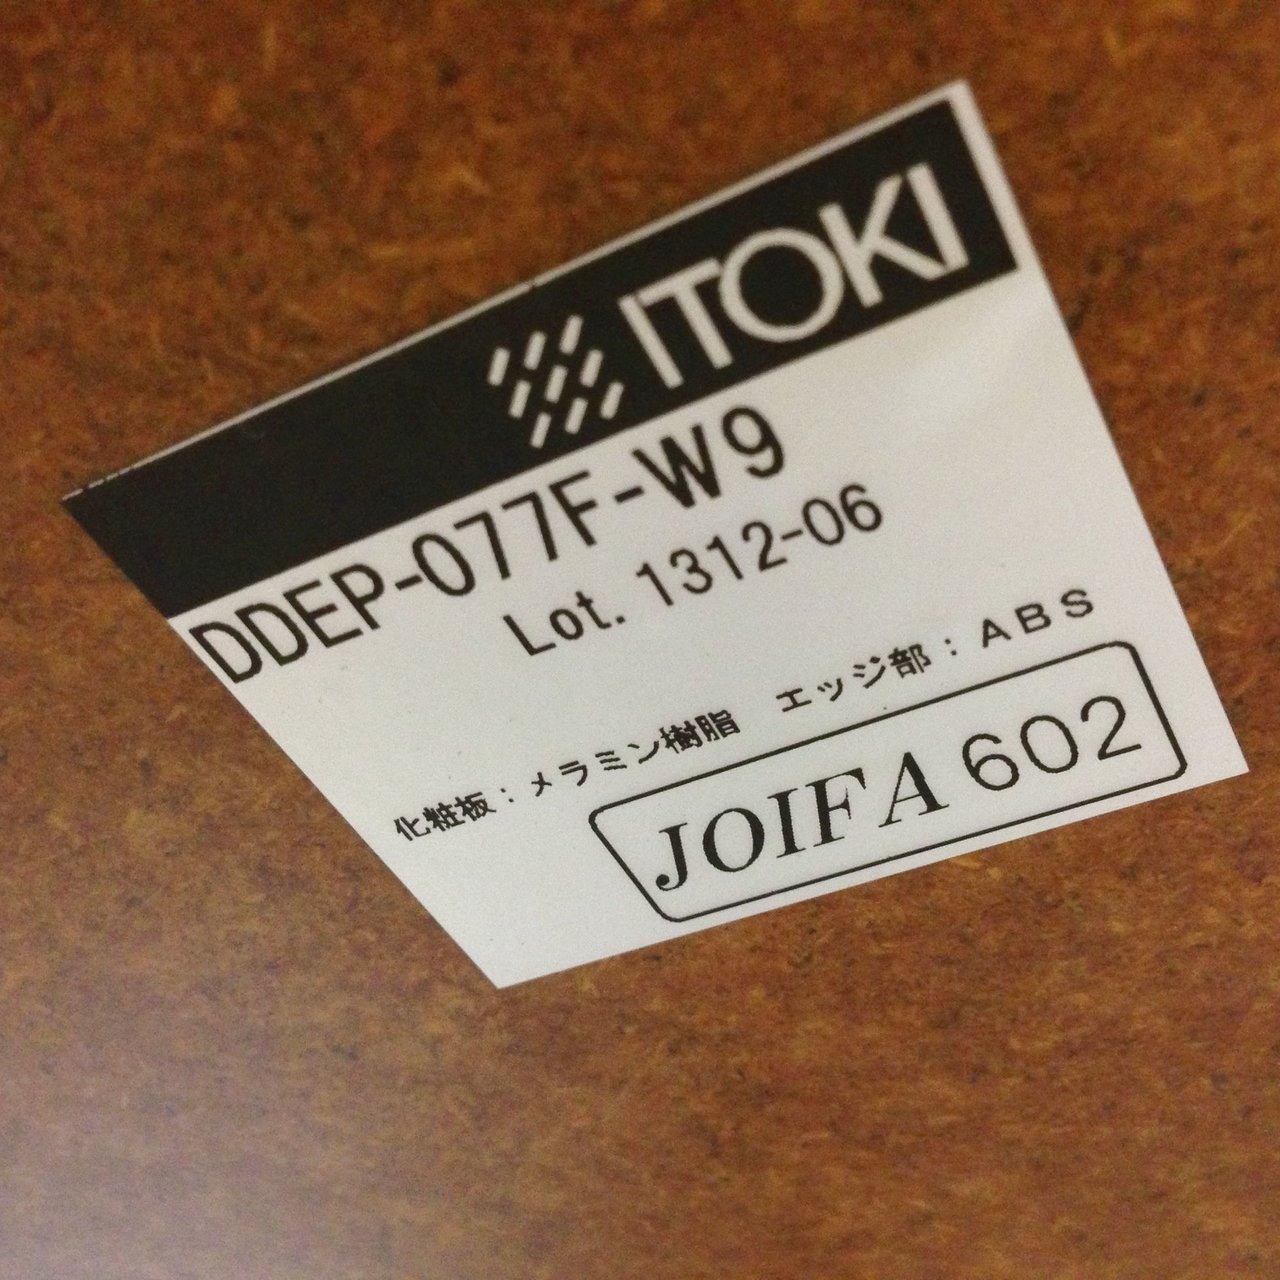 ITOKI
DDEP-077F-W9
Lot. 1312-06
化粧板：メラミン樹脂　エッジ部：ABS
JOIFA 602